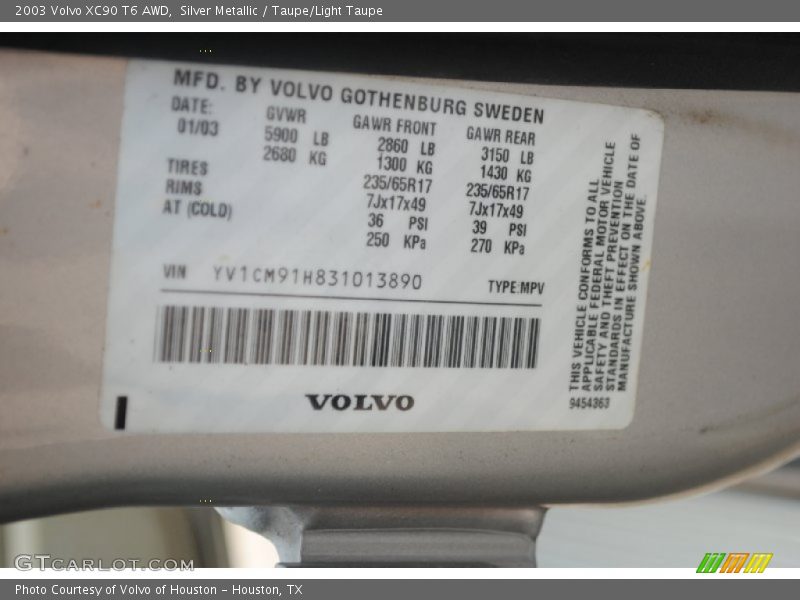 2003 Volvo XC90 T6 AWD,  Silver Metallic / Taupe/Light Taupe
MFD. BY VOLVO GOTHENBURG SWEDEN
DATE: GVWR GAWR FRONT GAWR REAR
01/03 5900 LB 2860 LB 3150 LB
2680 KG 1300 KG 1430 KG
TIRES 235/65R17 235/65R17
RIMS 7Jx17x49 7Jx17x49
AT (COLD) 36 PSI 39 PSI
250 KPa 270 KPa
VIN YV1CM91H831013890 TYPE:MPV
VOLVO
THIS VEHICLE CONFORMS TO ALL
APPLICABLE FEDERAL MOTOR VEHICLE
SAFETY AND THEFT PREVENTION
STANDARDS IN EFFECT ON THE DATE OF
MANUFACTURE SHOWN ABOVE.
9454363
GTCARLOT.COM
Photo Courtesy of Volvo of Houston - Houston, TX